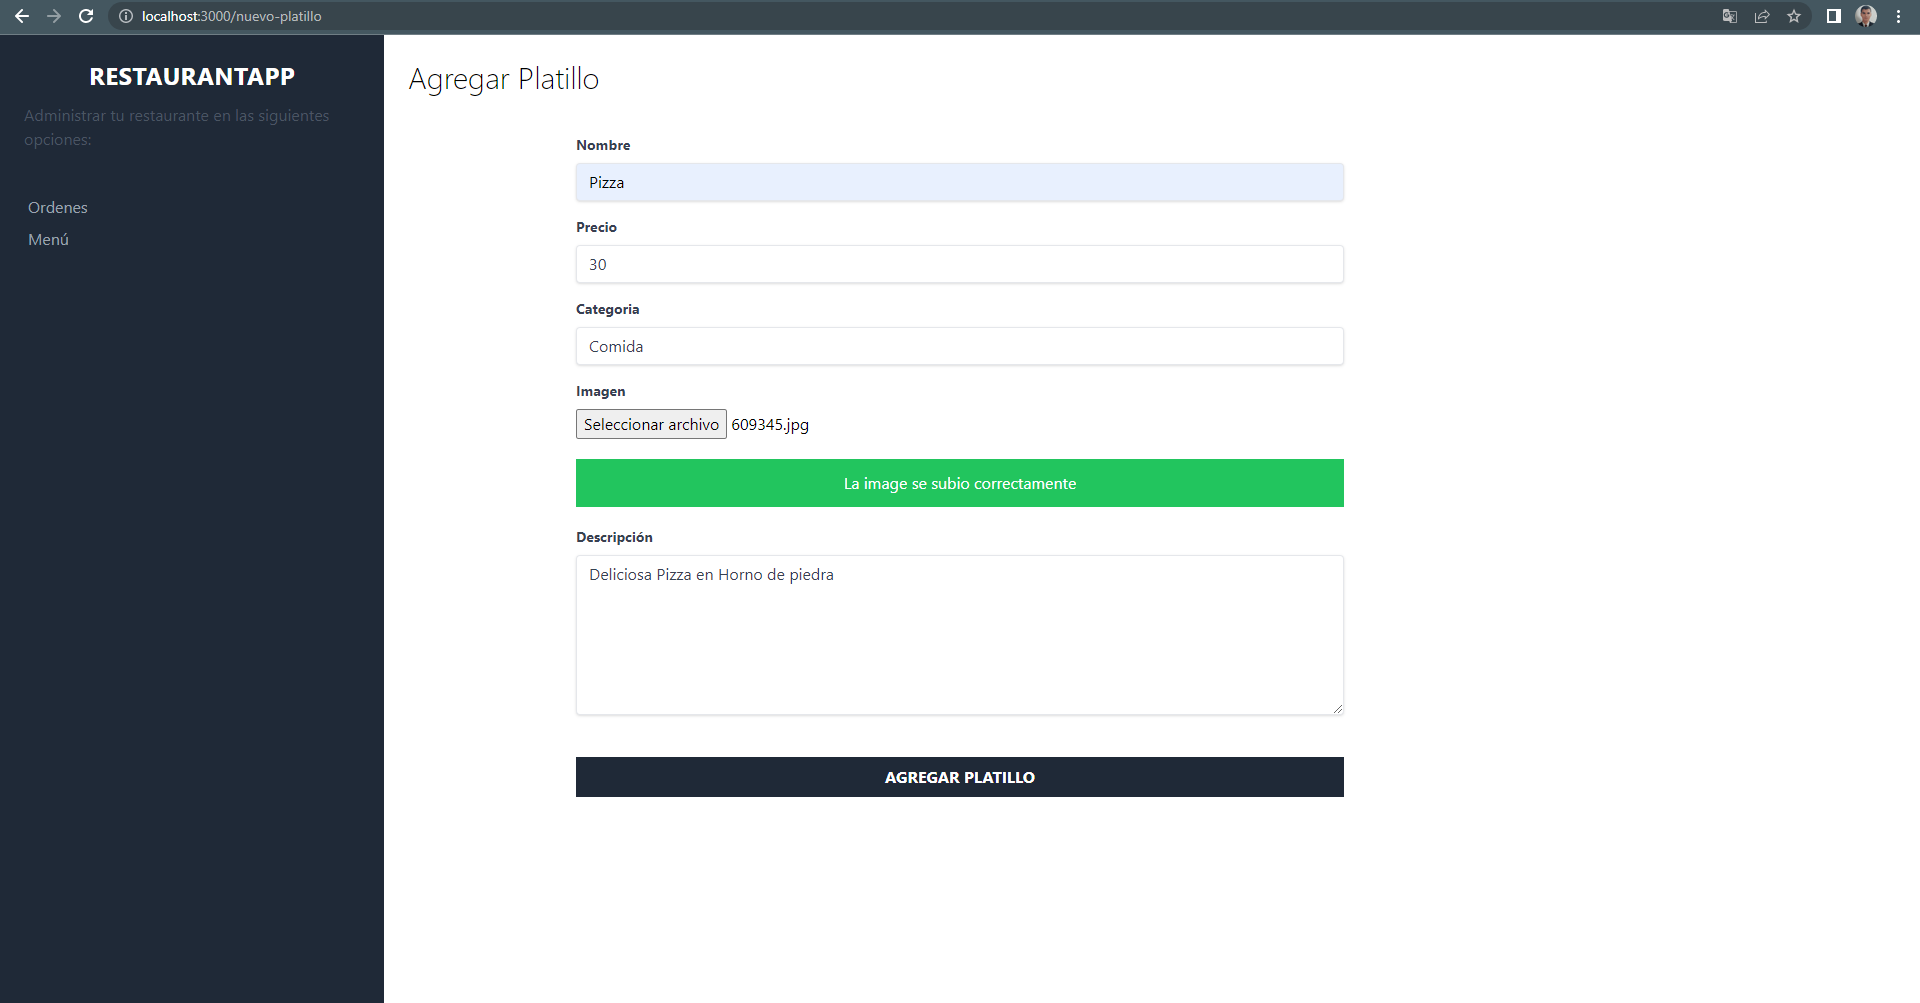 localhost:3000/nuevo-platillo
RESTAURANTAPP
Administrar tu restaurante en las siguientes
opciones:
Ordenes
Menú
Agregar Platillo
Nombre
Pizza
Precio
30
Categoria
Comida
Imagen
Seleccionar archivo 609345.jpg
La image se subio correctamente
Descripción
Deliciosa Pizza en Horno de piedra
AGREGAR PLATILLO